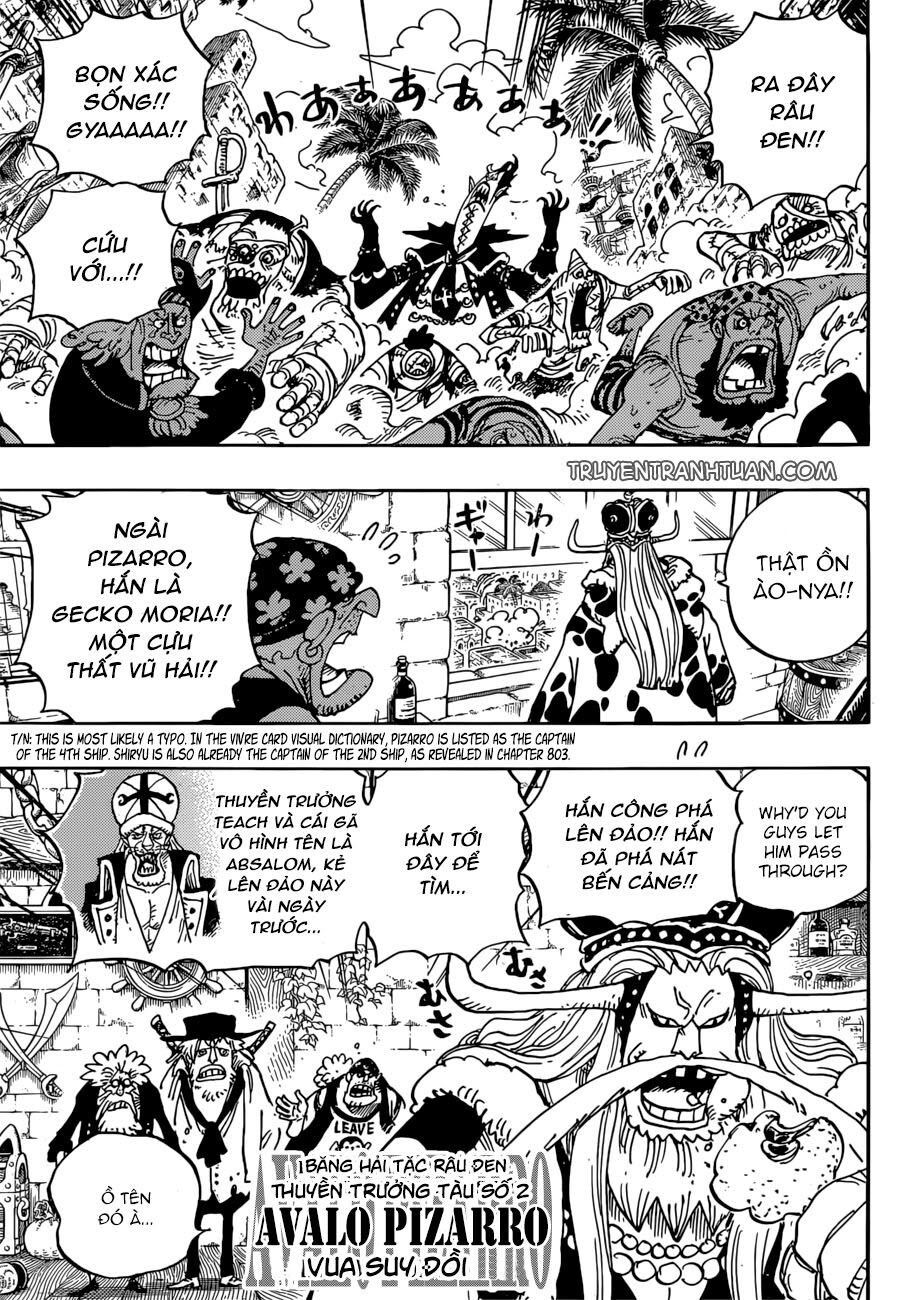 RA ĐÂY
RÂU
ĐEN!!
BỌN XÁC
SỐNG!!
GYAAAAA!!
わあああああぁ
!!
CỨU
VỚI...!!
TRUYENTRANHTUAN.COM
THẬT ỒN
ÀO-NYA!!
わー
ギャー
NGÀI
PIZARRO,
HẮN LÀ
GECKO MORIA!!
MỘT CỰU
THẤT VŨ HẢI!!
T/N: THIS IS MOST LIKELY A TYPO. IN THE VIVRE CARD VISUAL DICTIONARY, PIZARRO IS LISTED AS THE CAPTAIN
OF THE 4TH SHIP. SHIRYU IS ALSO ALREADY THE CAPTAIN OF THE 2ND SHIP, AS REVEALED IN CHAPTER 803.
WHY'D YOU
GUYS LET
HIM PASS
THROUGH?
HẮN CÔNG PHÁ
LÊN ĐẢO!! HẮN
ĐÃ PHÁ NÁT
BẾN CẢNG!!
HẮN TỚI
ĐÂY ĐỂ
TÌM...
THUYỀN TRƯỞNG
TEACH VÀ CÁI GÃ
VÔ HÌNH TÊN LÀ
ABSALOM, KẺ
LÊN ĐẢO NÀY
VÀI NGÀY
TRƯỚC...
むさ
むさ
LEAVE
Ồ TÊN
ĐÓ À...
BĂNG HẢI TẶC RÂU ĐEN
THUYỀN TRƯỞNG TÀU SỐ 2
AVALO PIZARRO
VUA SUY ĐỒI